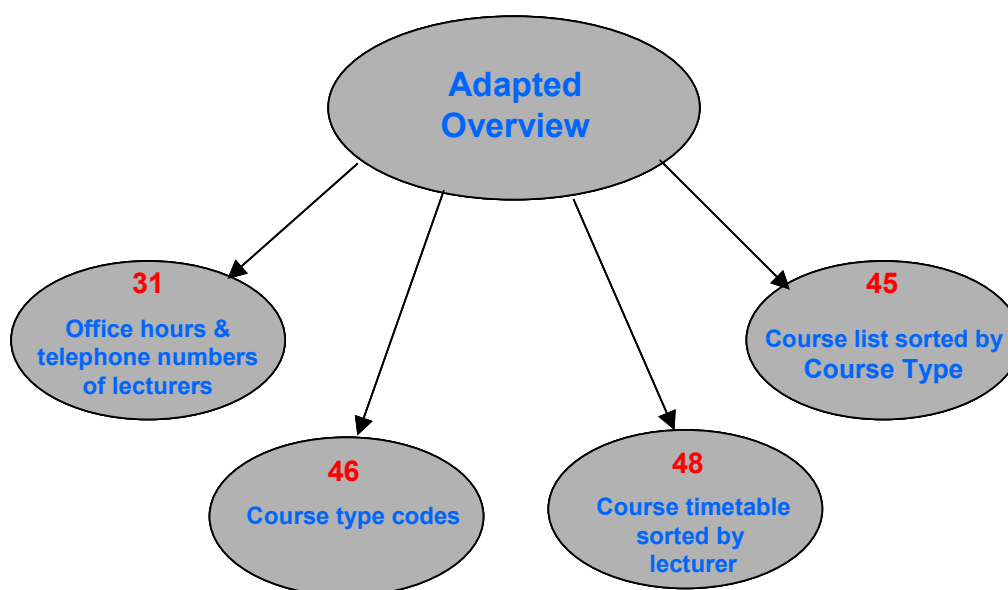 Adapted
Overview
31
Office hours &
telephone numbers
of lecturers
46
Course type codes
48
Course timetable
sorted by
lecturer
45
Course list sorted by
Course Type